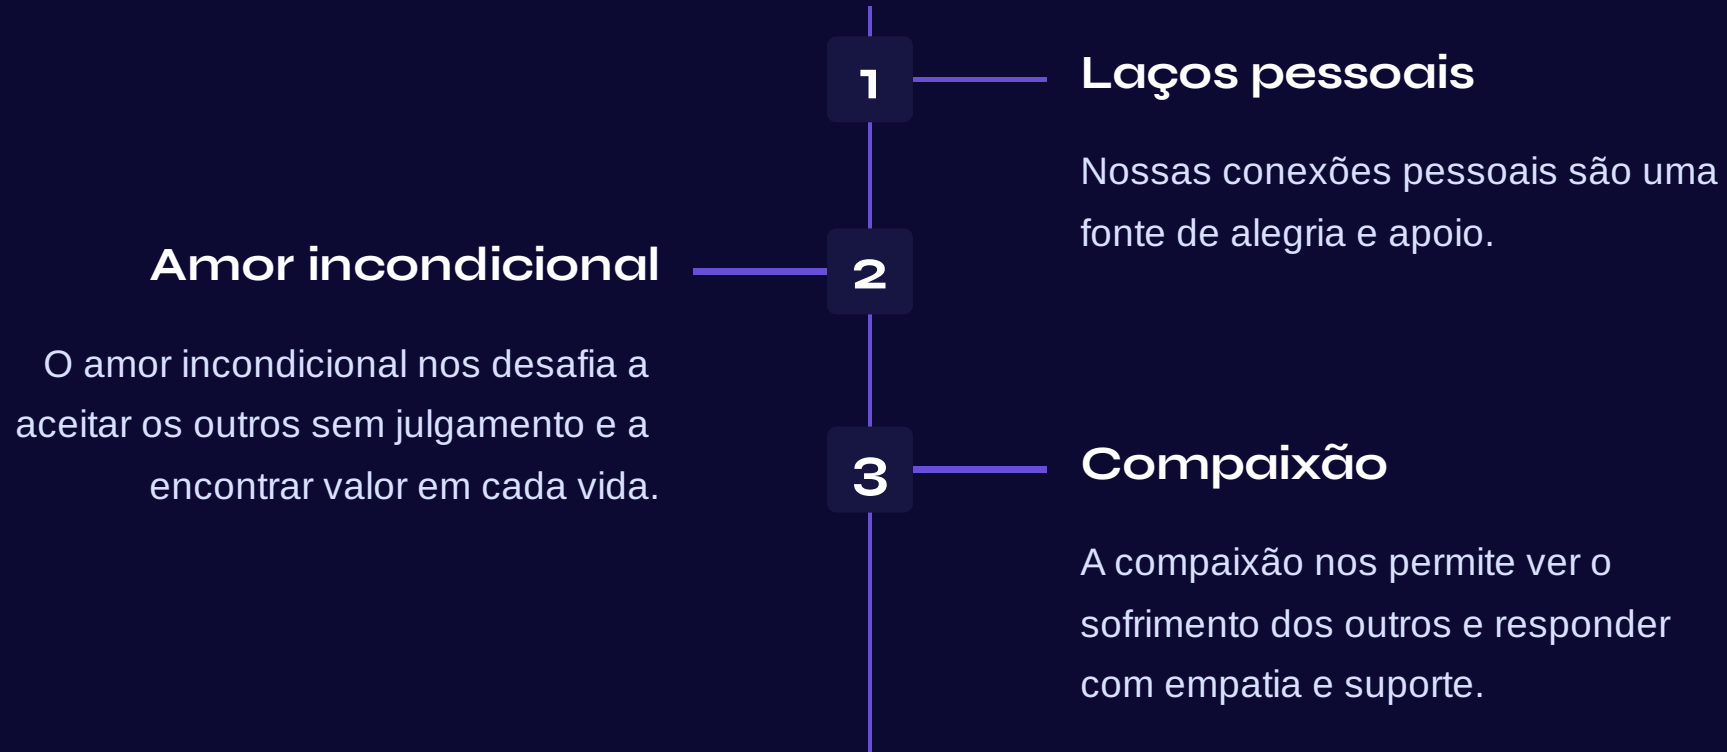 1
Laços pessoais
Nossas conexões pessoais são uma
fonte de alegria e apoio.
2
Amor incondicional
O amor incondicional nos desafia a
aceitar os outros sem julgamento e a
encontrar valor em cada vida.
3
Compaixão
A compaixão nos permite ver o
sofrimento dos outros e responder
com empatia e suporte.